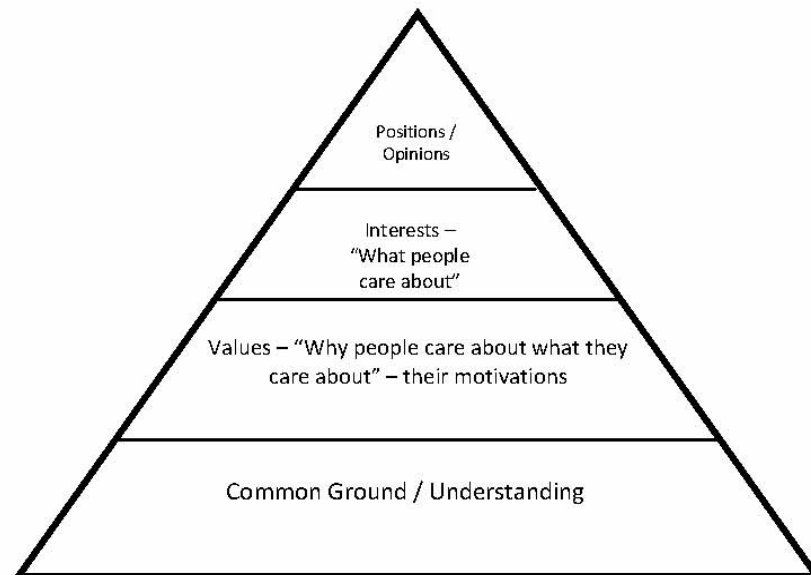 Positions /
Opinions
Interests –
“What people
care about”
Values – “Why people care about what they
care about” – their motivations
Common Ground / Understanding